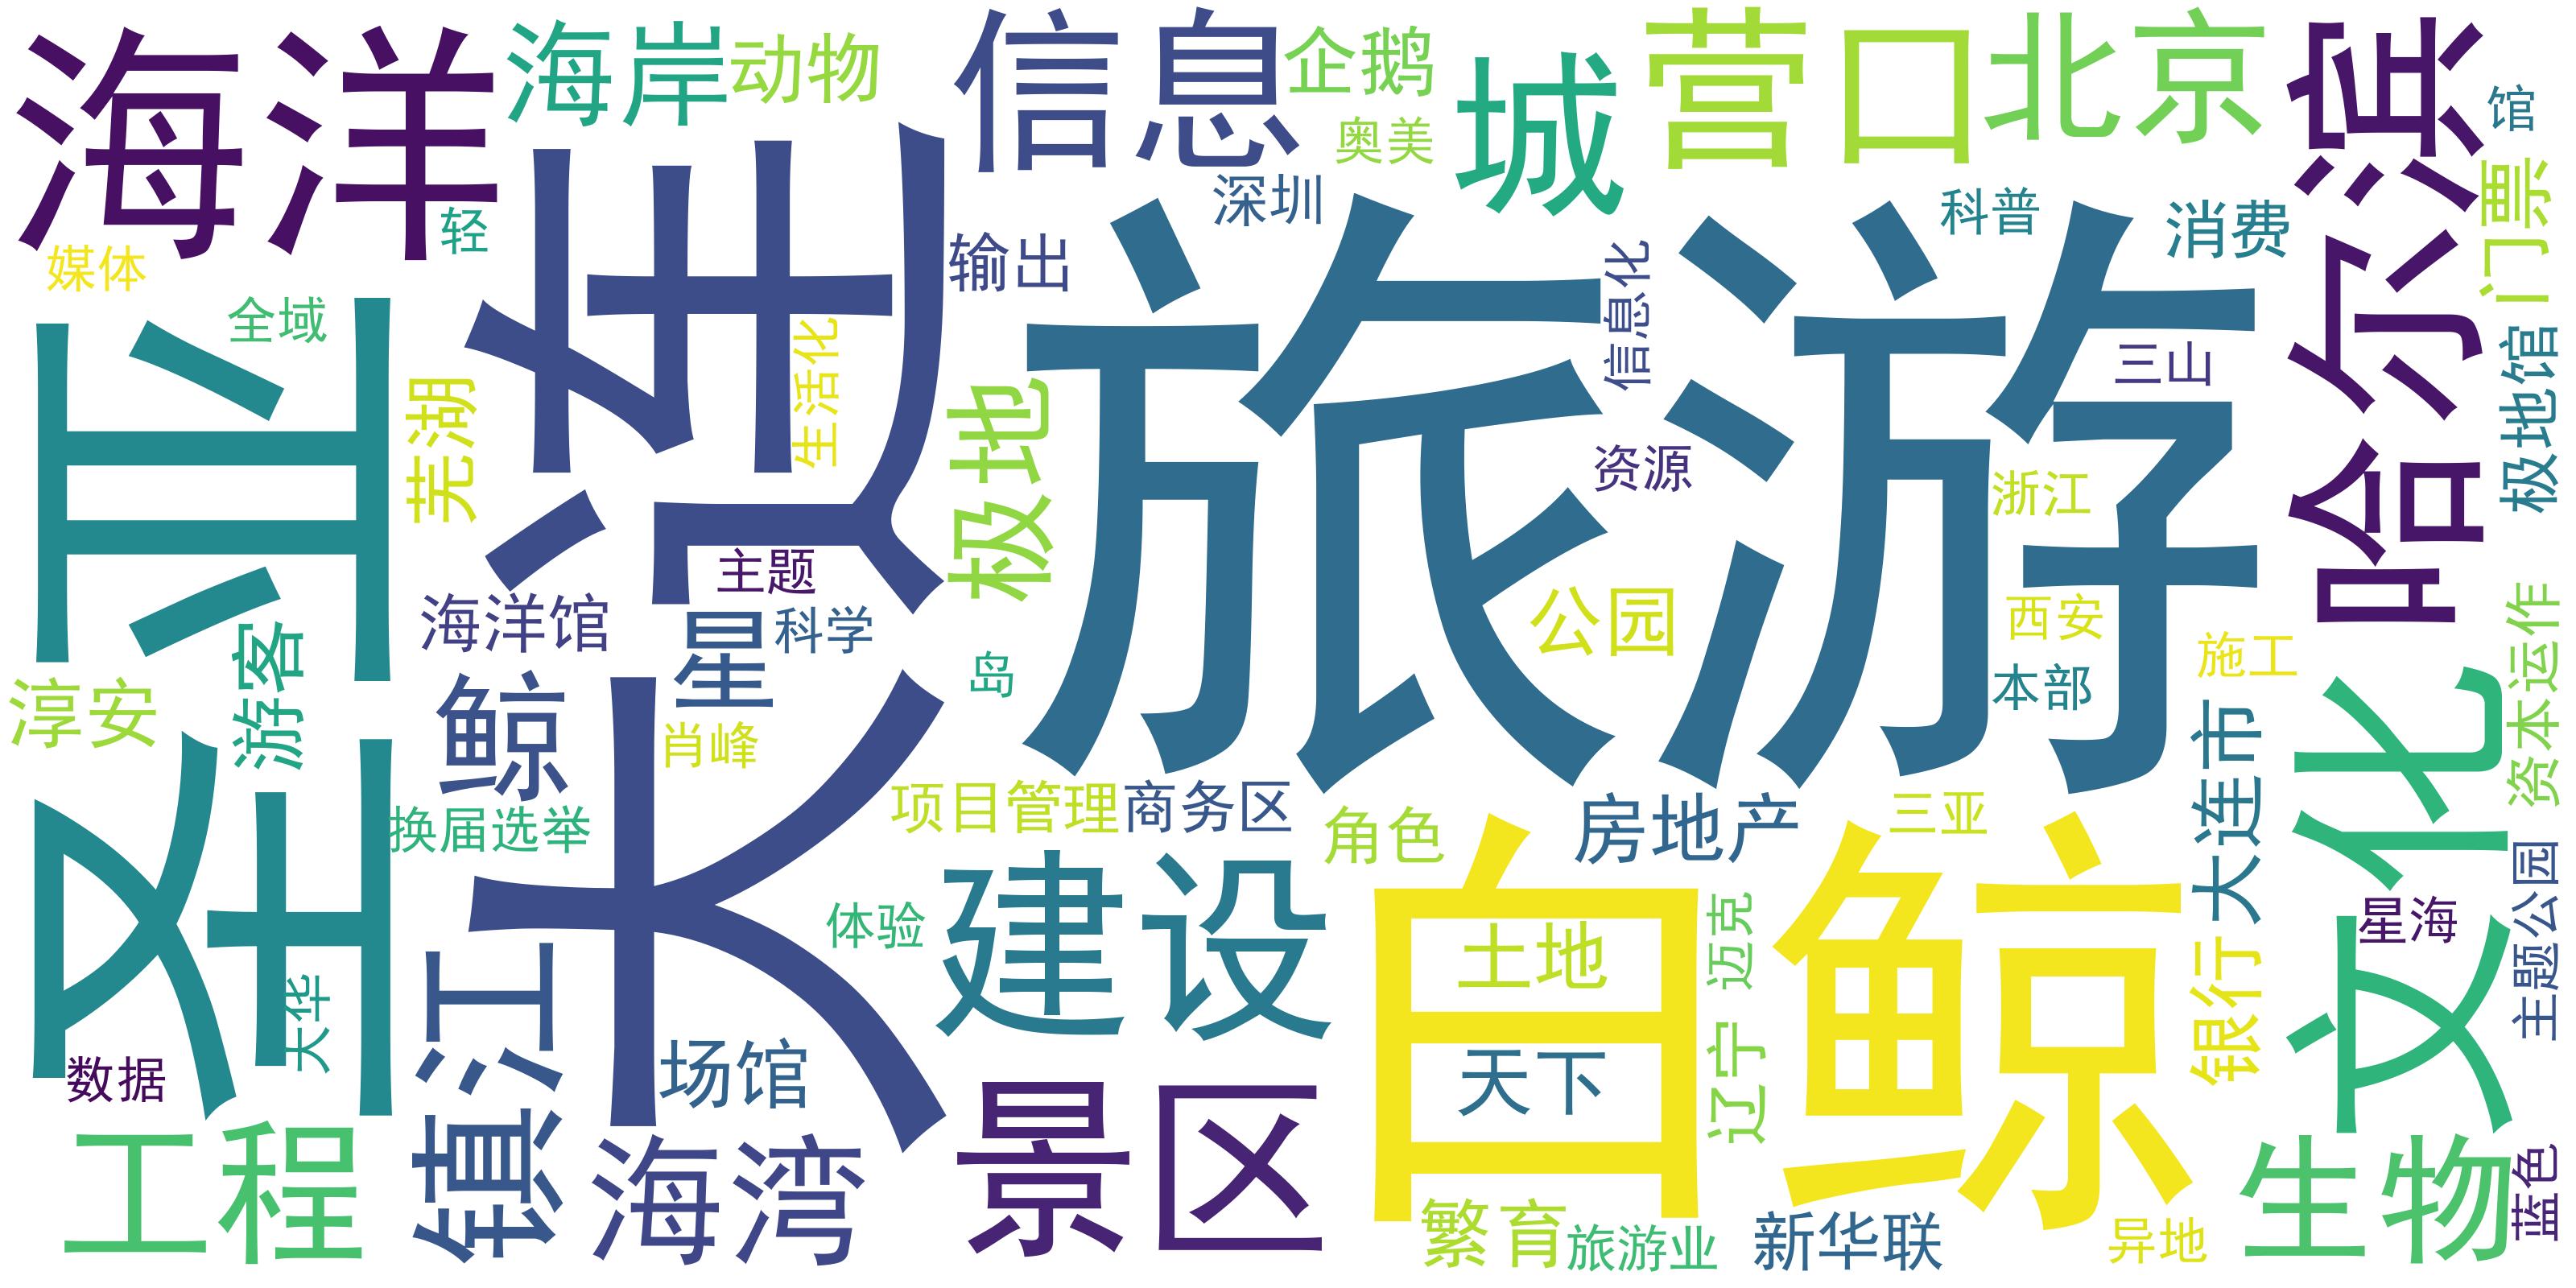 海洋
海岸
动物
信息
企鹅
奥美
城
营口
北京
哈尔滨
馆
门票
轻
媒体
全域
大连
深圳
输出
旅游
信息化
科普
消费
三山
极地馆
圣亚
芜湖
生活化
极地
资源
浙江
主题
海洋馆
星
科学
公园
西安
施工
本部
岛
淳安
游客
鲸
肖峰
换届选举
项目管理
商务区
角色
房地产
三亚
大连市
文化
资本运作
主题公园
星海
镇江
体验
建设
白鲸
土地
天下
迈克
辽宁
银行
大华
数据
场馆
工程
海湾
景区
繁育
旅游业
新华联
异地
生物
蓝色